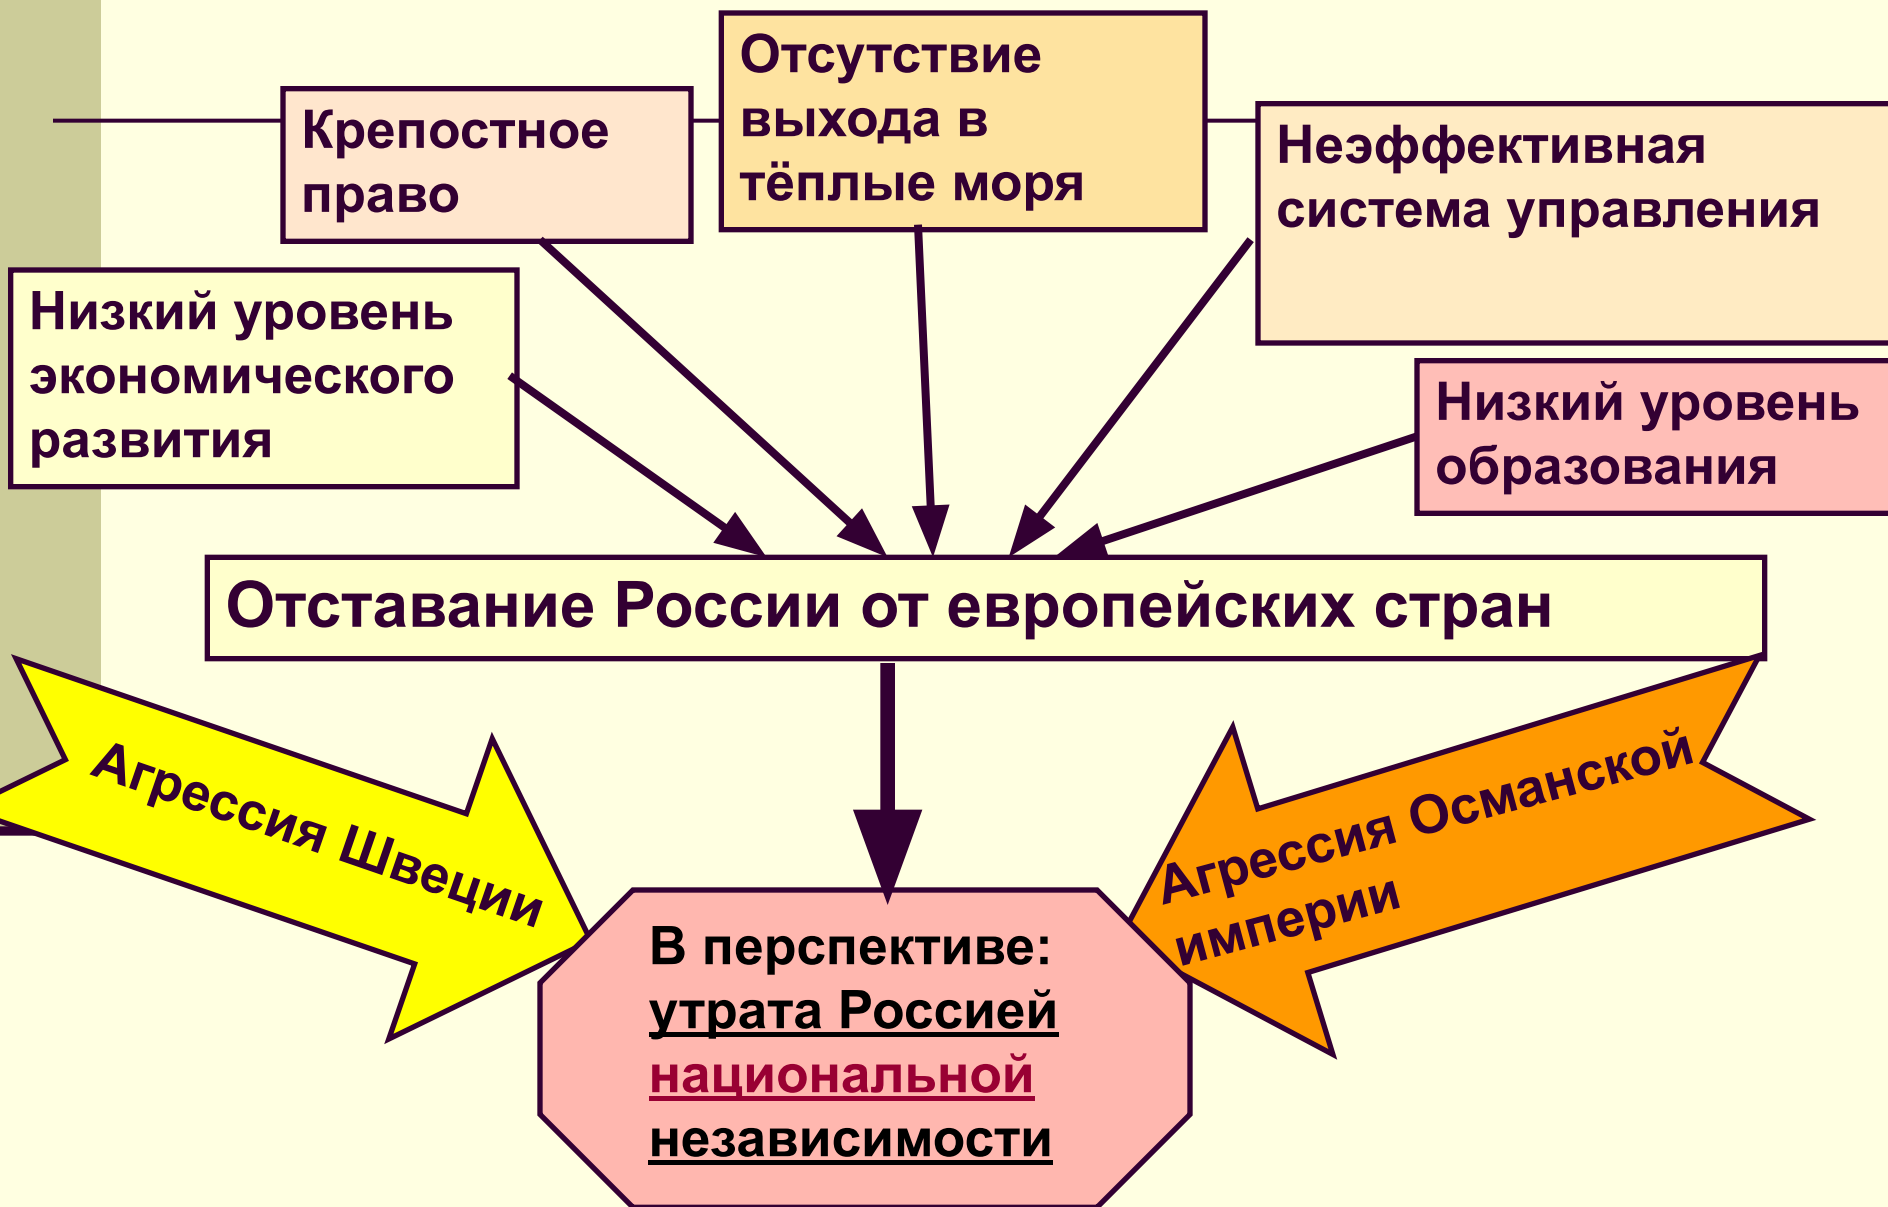 Отсутствие
выхода в
тёплые моря
Крепостное
право
Неэффективная
система управления
Низкий уровень
экономического
развития
Низкий уровень
образования
Отставание России от европейских стран
Агрессия Швеции
Агрессия Османской
империи
В перспективе:
утрата Россией
национальной
независимости